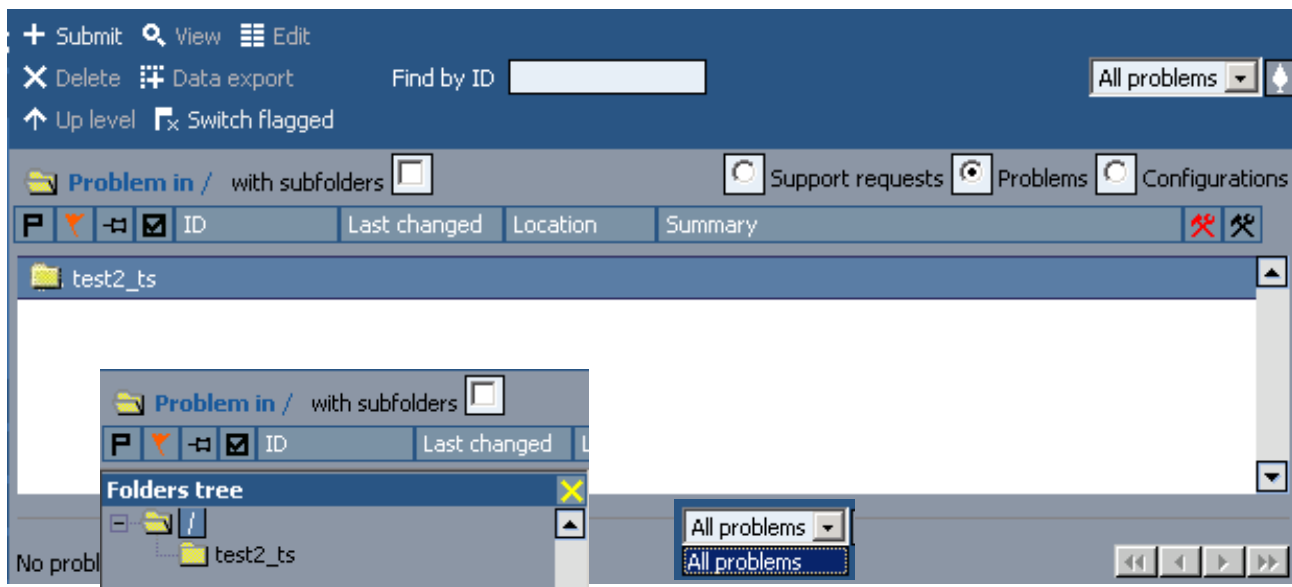 Submit View Edit
Delete Data export Find by ID All problems
Up level Switch flagged
Problem in / with subfolders Support requests Problems Configurations
ID Last changed Location Summary
test2_ts
Problem in / with subfolders
ID Last changed L
Folders tree
/
All problems
test2_ts
All problems
No probl